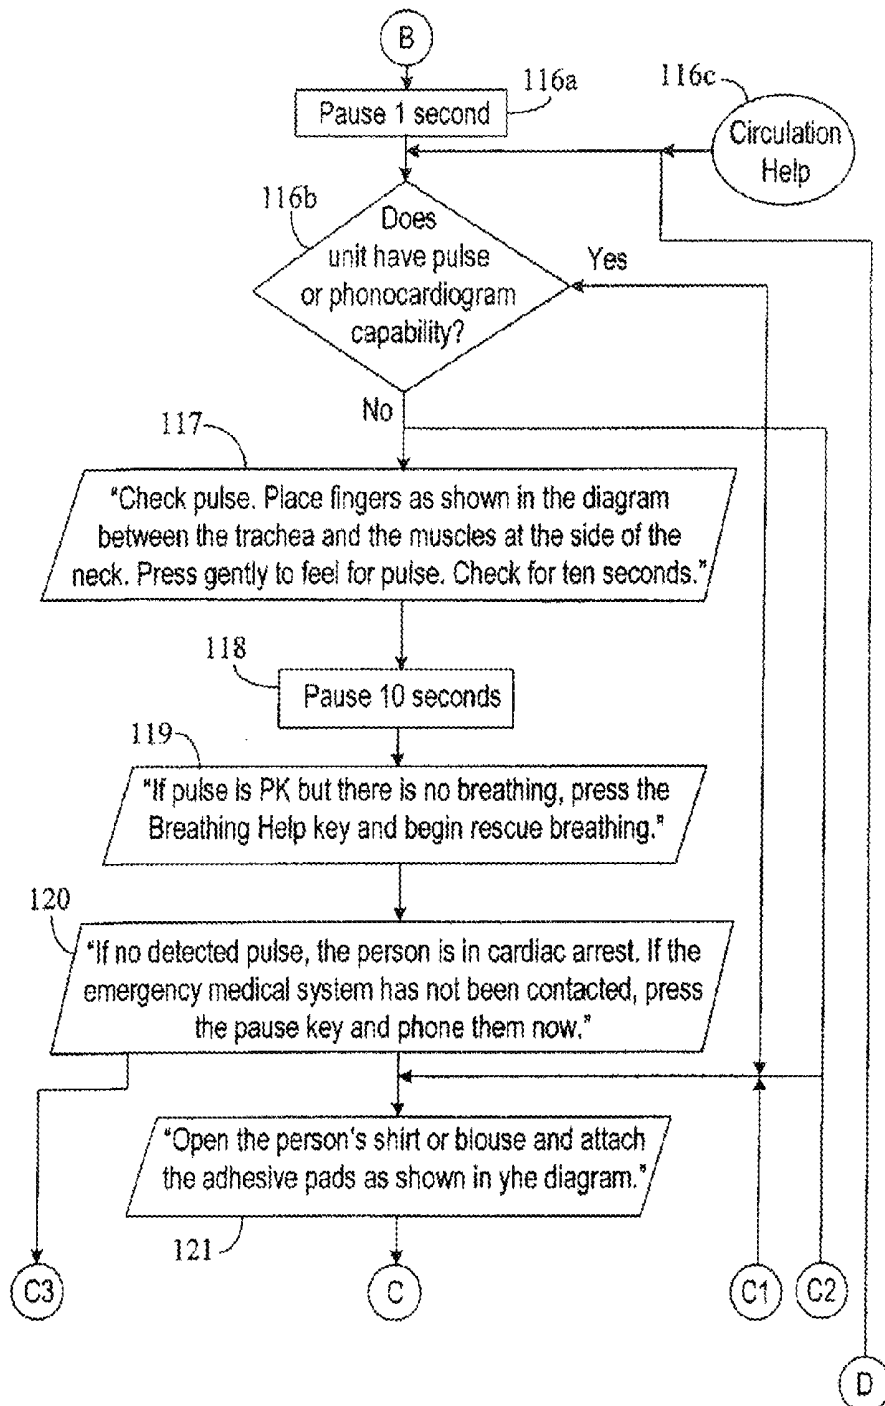 B
116a
Pause 1 second
116c
Circulation
Help
116b
Does
unit have pulse
or phonocardiogram
capability?
Yes
No
117
"Check pulse. Place fingers as shown in the diagram
between the trachea and the muscles at the side of the
neck. Press gently to feel for pulse. Check for ten seconds."
118
Pause 10 seconds
119
"If pulse is PK but there is no breathing, press the
Breathing Help key and begin rescue breathing."
120
"If no detected pulse, the person is in cardiac arrest. If the
emergency medical system has not been contacted, press
the pause key and phone them now."
"Open the person's shirt or blouse and attach
the adhesive pads as shown in yhe diagram."
121
C3
C
C1
C2
D